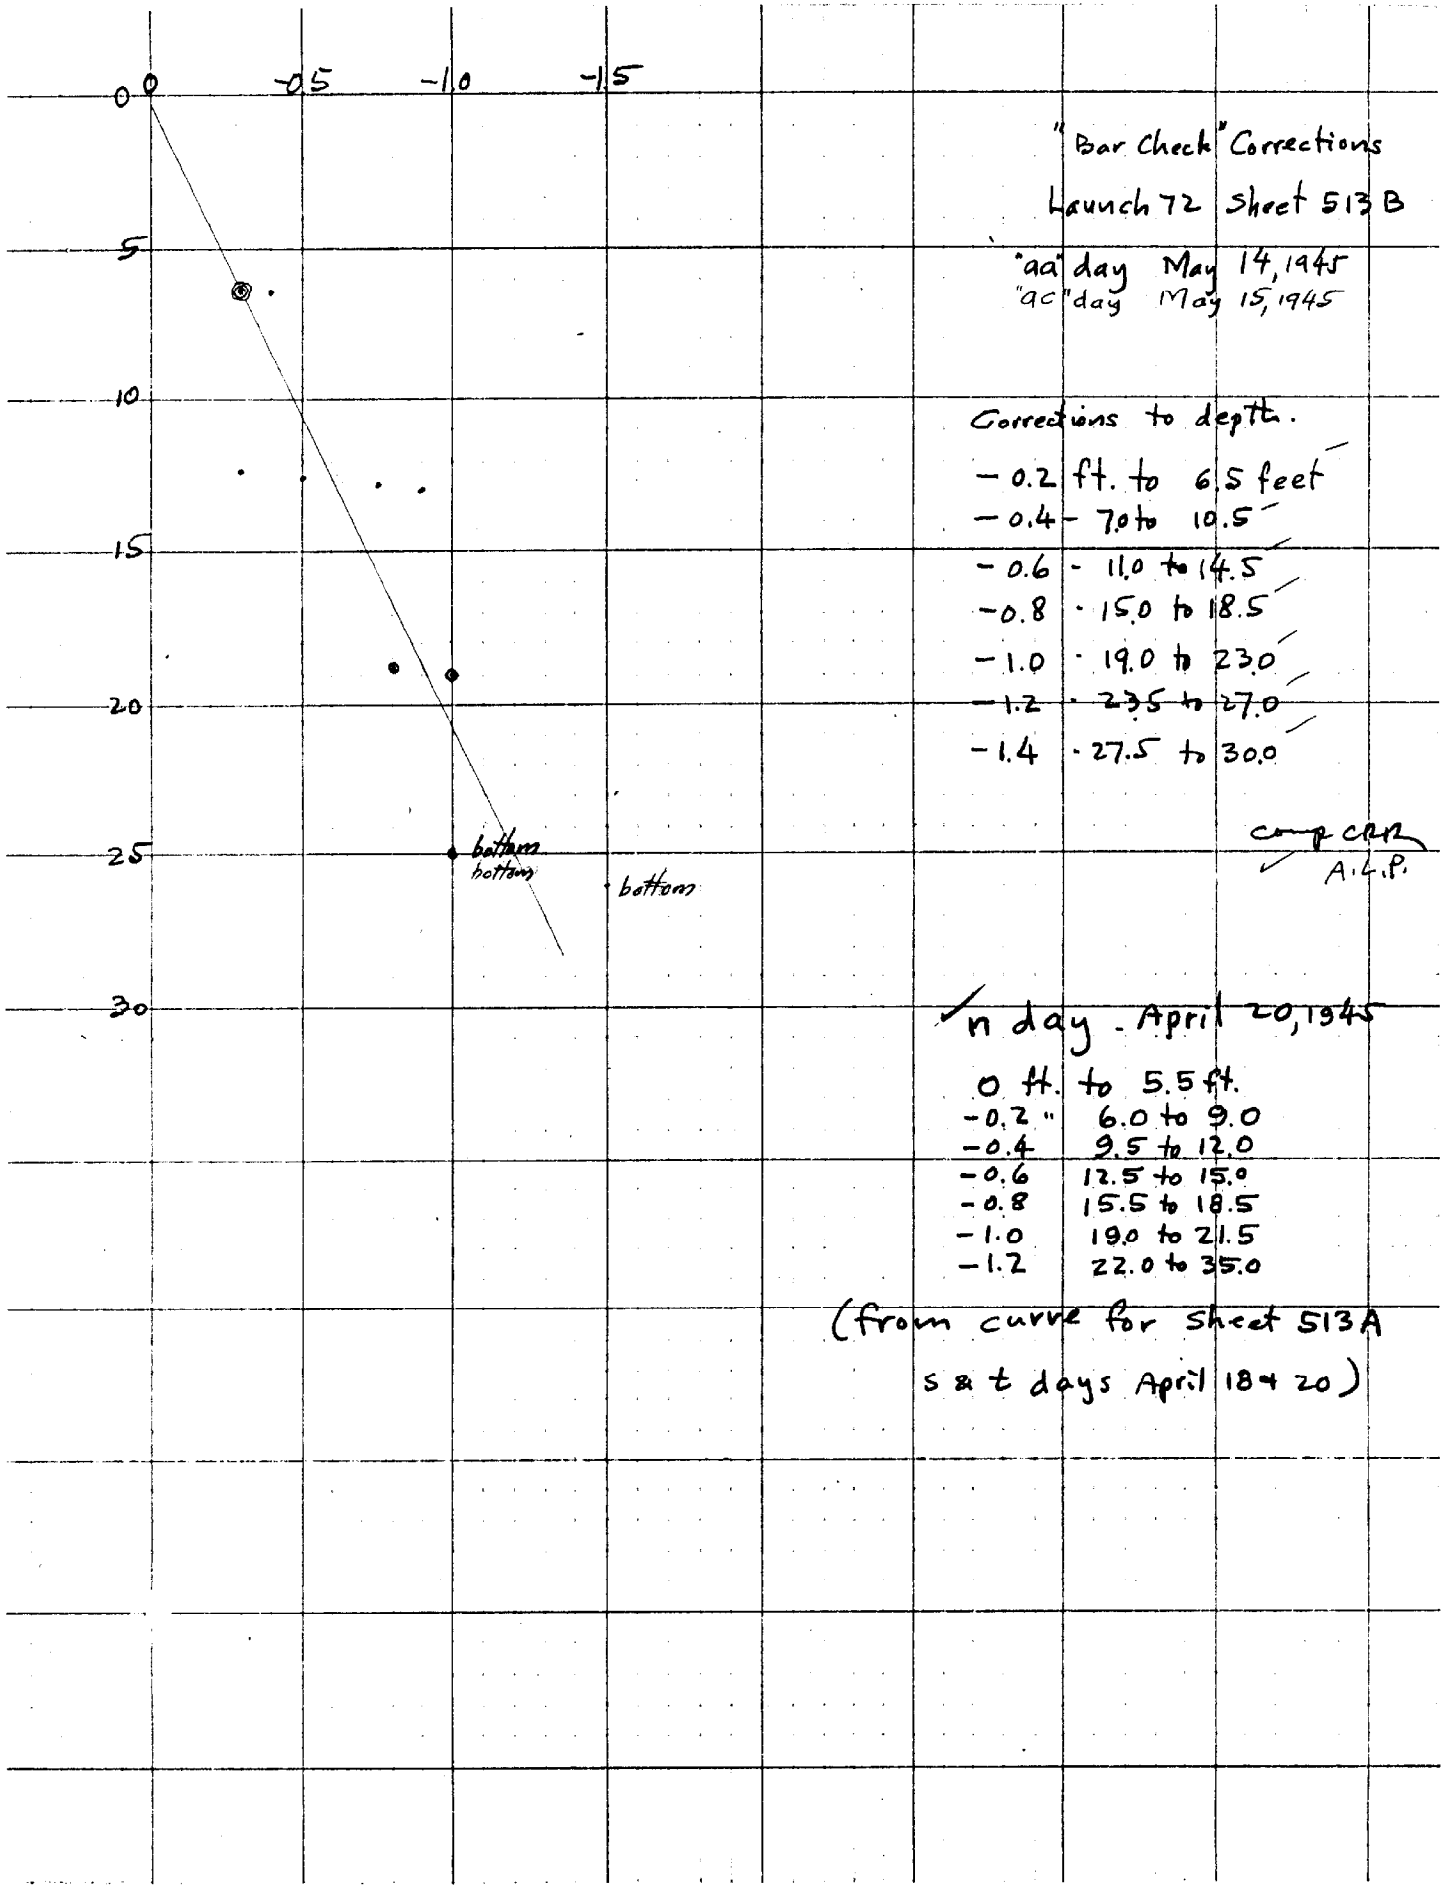 0 -0.5 -1.0 -1.5
0
5
10
15
20
25
30
bottom
bottom
bottom
"Bar Check" Corrections
Launch 72 Sheet 513 B
"aa" day May 14, 1945
"ac" day May 15, 1945
Corrections to depth.
- 0.2 ft. to 6.5 feet
- 0.4 - 7.0 to 10.5
- 0.6 - 11.0 to 14.5
- 0.8 - 15.0 to 18.5
- 1.0 - 19.0 to 23.0
- 1.2 - 23.5 to 27.0
- 1.4 - 27.5 to 30.0
comp CRR
✓ A.L.P.
✓ n day - April 20, 1945
0 ft. to 5.5 ft.
-0.2 " 6.0 to 9.0
-0.4 9.5 to 12.0
-0.6 12.5 to 15.0
-0.8 15.5 to 18.5
-1.0 19.0 to 21.5
-1.2 22.0 to 35.0
(from curve for Sheet 513 A
s & t days April 18 & 20)